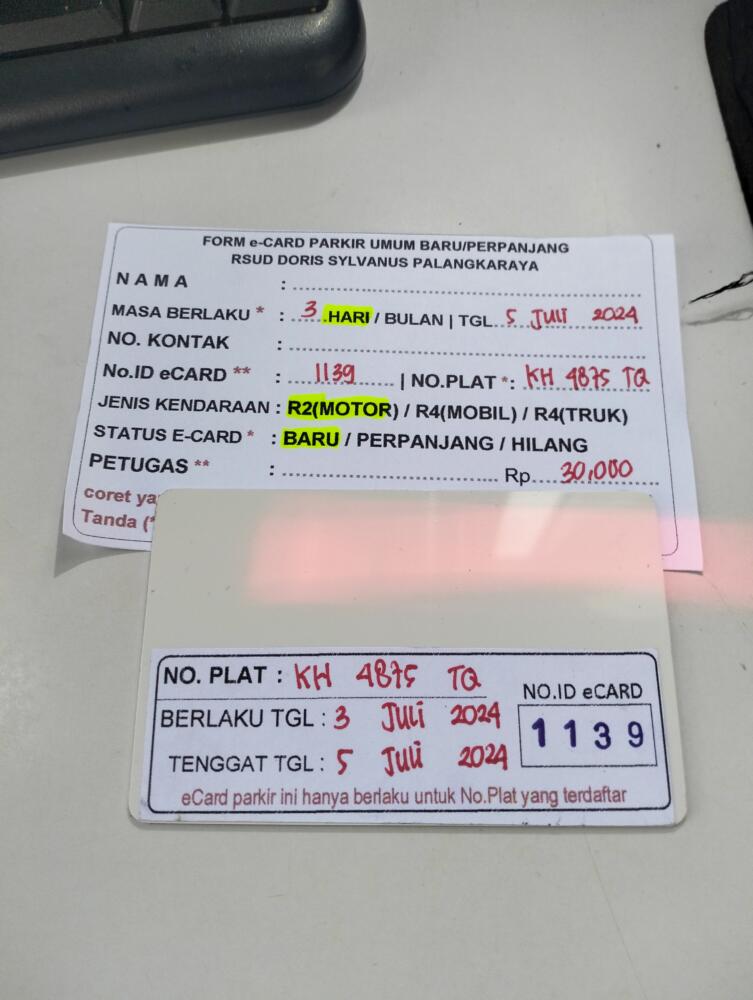 FORM e-CARD PARKIR UMUM BARU/PERPANJANG
RSUD DORIS SYLVANUS PALANGKARAYA
NAMA :
MASA BERLAKU * : 3 HARI / BULAN | TGL 5 JULI 2024
NO. KONTAK :
No.ID eCARD ** : 1139 | NO.PLAT * : KH 4875 TQ
JENIS KENDARAAN : R2(MOTOR) / R4(MOBIL) / R4(TRUK)
STATUS E-CARD * : BARU / PERPANJANG / HILANG
PETUGAS ** : Rp 30,000
coret ya
Tanda (*
NO. PLAT : KH 4875 TQ
NO.ID eCARD
BERLAKU TGL : 3 JULI 2024
1139
TENGGAT TGL : 5 JULI 2024
eCard parkir ini hanya berlaku untuk No.Plat yang terdaftar